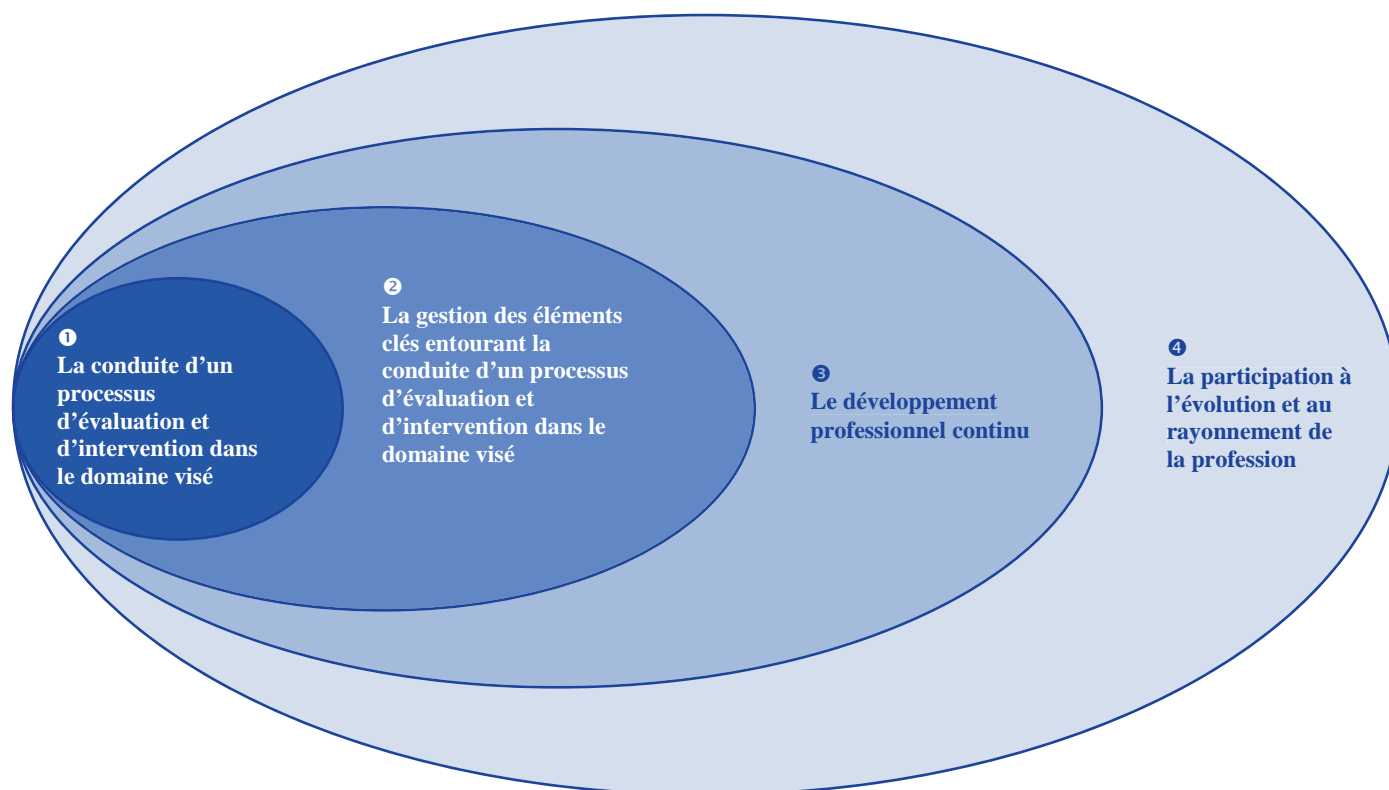 ❶
La conduite d’un
processus
d’évaluation et
d’intervention dans
le domaine visé
❷
La gestion des éléments
clés entourant la
conduite d’un processus
d’évaluation et
d’intervention dans le
domaine visé
❸
Le développement
professionnel continu
❹
La participation à
l’évolution et au
rayonnement de
la profession